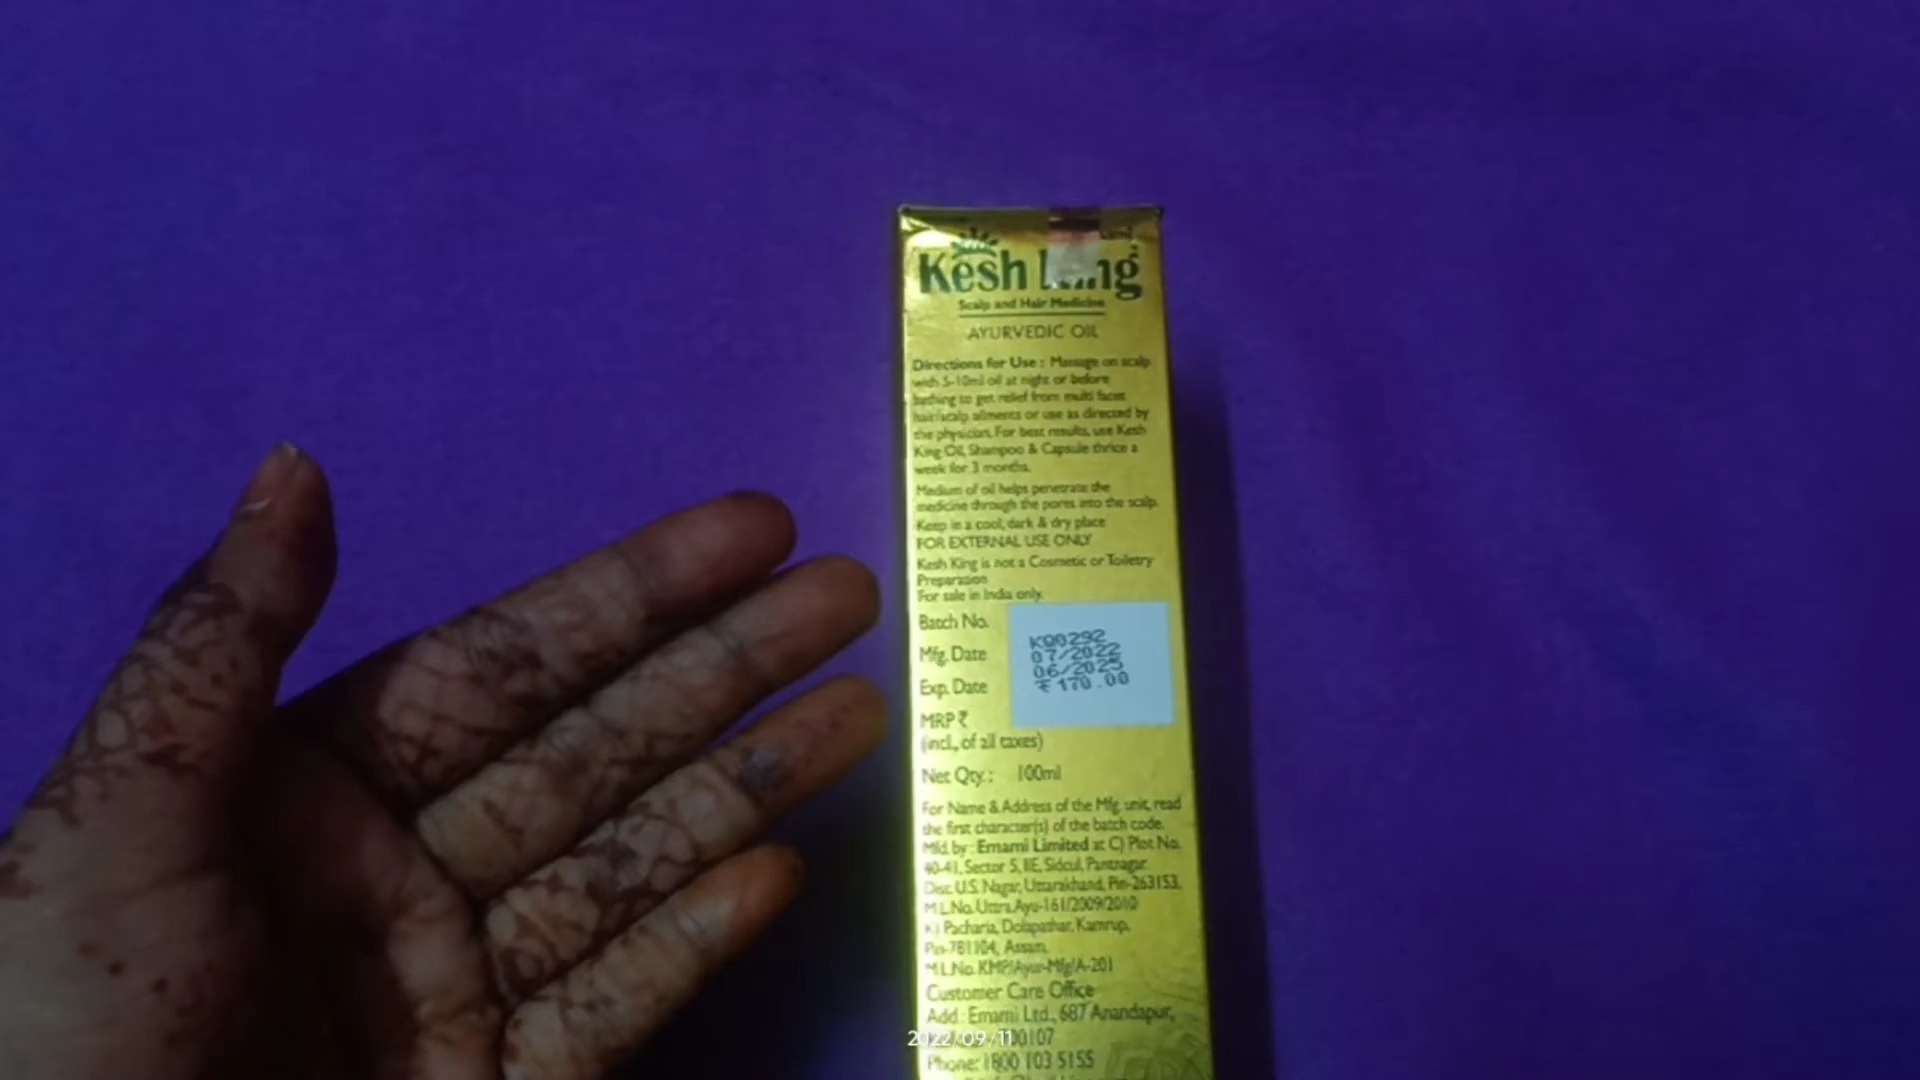 Kesh King
Scalp and Hair Medicine
AYURVEDIC OIL
Directions for Use : Massage on scalp
with 5-10ml oil at night or before
bathing to get relief from multi facet
hair/scalp ailments or use as directed by
the physician. For best results, use Kesh
King Oil, Shampoo & Capsule thrice a
week for 3 months.
Medium of oil helps penetrate the
medicine through the pores into the scalp.
Keep in a cool, dark & dry place
FOR EXTERNAL USE ONLY
Kesh King is not a Cosmetic or Toiletry
Preparation
For sale in India only.
Batch No.
KQ0292
Mfg. Date
07/2022
Exp. Date
06/2025
MRP ₹
₹ 170.00
(incl., of all taxes)
Net Qty.: 100ml
For Name & Address of the Mfg. unit, read
the first character(s) of the batch code.
Mfd. by : Emami Limited at C) Plot No.
40-41, Sector 5, IIE, Sidcul, Pantnagar
Dist. U.S. Nagar, Uttarakhand, Pin-263153.
M.L.No. Uttra.Ayu-161/2009/2010
K) Pacharia, Dolapathar, Kamrup,
Pin-781104, Assam.
M.L.No. KMP/Ayur-Mfg/A-201
Customer Care Office
Add : Emami Ltd., 687 Anandapur,
00107
2022/09/11
Phone: 1800 103 5155